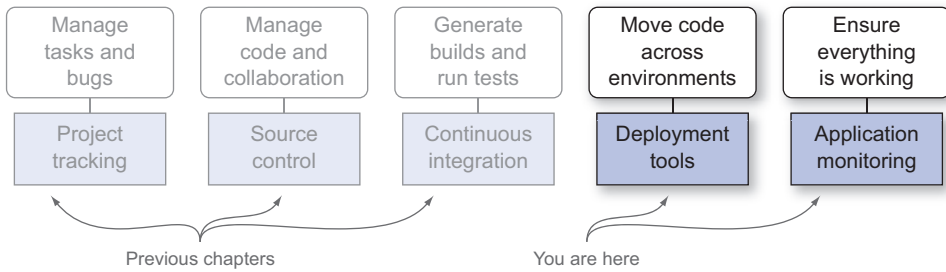 Manage
tasks and
bugs
Manage
code and
collaboration
Generate
builds and
run tests
Move code
across
environments
Ensure
everything
is working
Project
tracking
Source
control
Continuous
integration
Deployment
tools
Application
monitoring
Previous chapters
You are here